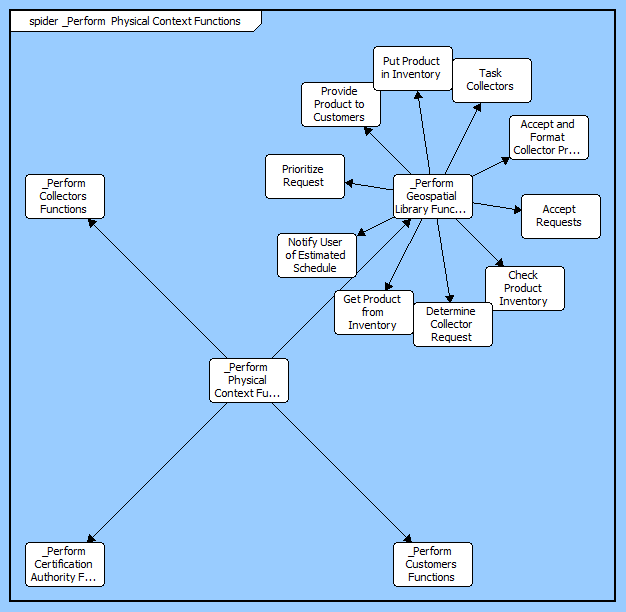 spider _Perform  Physical Context Functions
Put Product
in Inventory
Task
Collectors
Provide
Product to
Customers
Accept and
Format
Collector Pr...
Prioritize
Request
_Perform
Geospatial
Library Func...
_Perform
Collectors
Functions
Accept
Requests
Notify User
of Estimated
Schedule
Check
Product
Inventory
Get Product
from
Inventory
Determine
Collector
Request
_Perform
Physical
Context Fu...
_Perform
Certification
Authority F...
_Perform
Customers
Functions